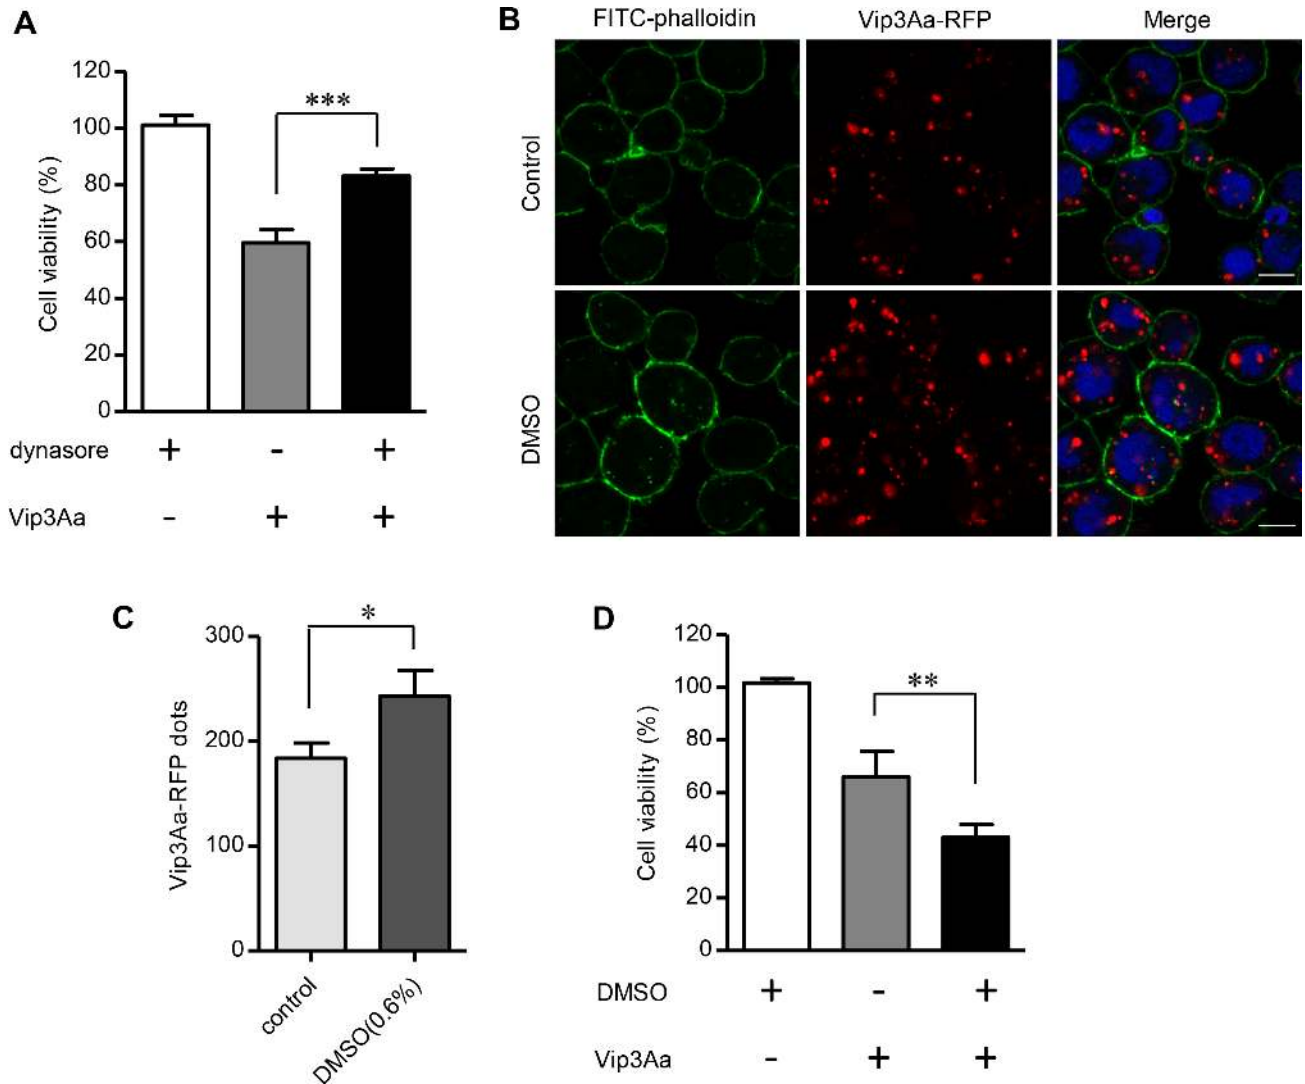 A
120
100
80
60
40
20
0
Cell viability (%)
***
dynasore + - +
Vip3Aa - + +
B
FITC-phalloidin Vip3Aa-RFP Merge
Control
DMSO
C
300
200
100
0
Vip3Aa-RFP dots
*
control
DMSO(0.6%)
D
120
100
80
60
40
20
0
Cell viability (%)
**
DMSO + - +
Vip3Aa - + +